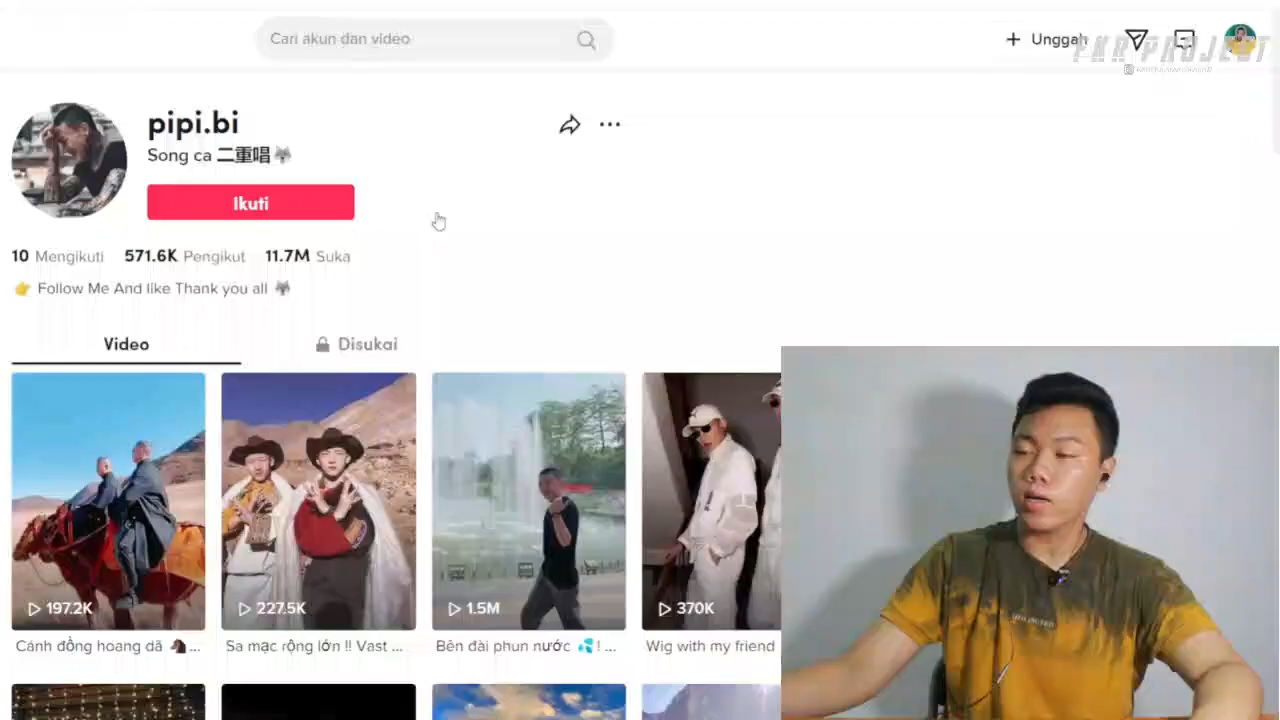 Cari akun dan video
Unggah
FKR PROJECT
pipi.bi
Song ca 二重唱
Ikuti
10 Mengikuti 571.6K Pengikut 11.7M Suka
👉 Follow Me And like Thank you all
Video
Disukai
197.2K
227.5K
1.5M
370K
Cánh đồng hoang dã 🐴...
Sa mạc rộng lớn !! Vast ...
Bên đài phun nước 💦! ...
Wig with my friend